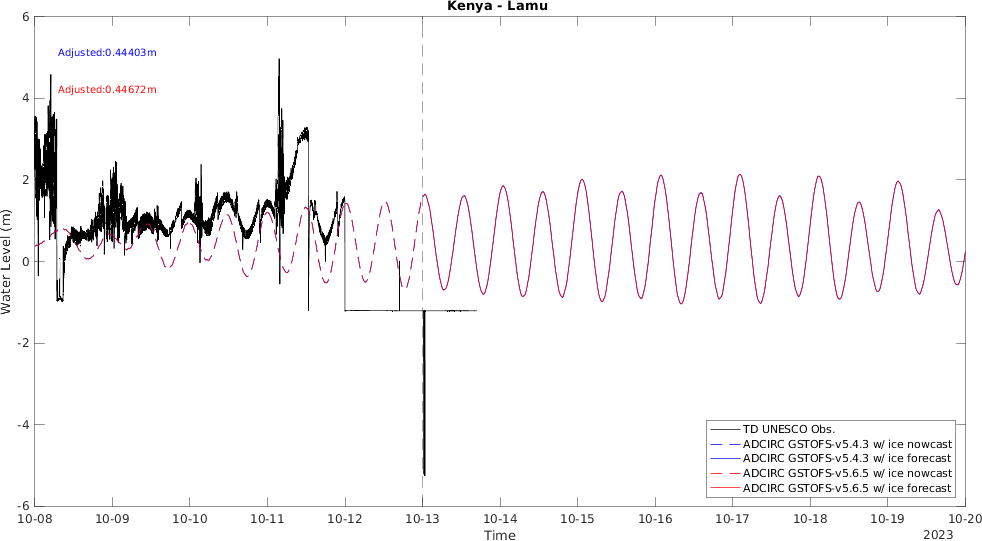 Kenya - Lamu
Adjusted:0.44403m
Adjusted:0.44672m
Water Level (m)
6
4
2
0
-2
-4
-6
TD UNESCO Obs.
ADCIRC GSTOFS-v5.4.3 w/ ice nowcast
ADCIRC GSTOFS-v5.4.3 w/ ice forecast
ADCIRC GSTOFS-v5.6.5 w/ ice nowcast
ADCIRC GSTOFS-v5.6.5 w/ ice forecast
10-08 10-09 10-10 10-11 10-12 10-13 10-14 10-15 10-16 10-17 10-18 10-19 10-20
Time
2023